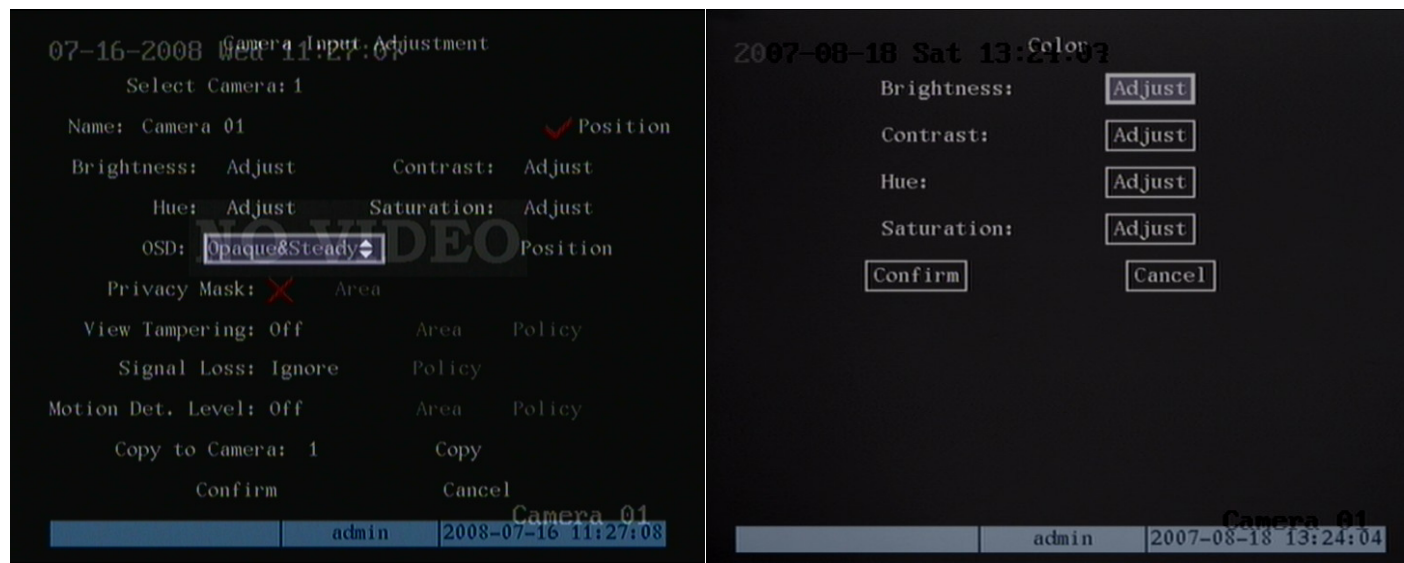 Camera Input Adjustment
07-16-2008 Wed 11:27:07
Select Camera: 1
Name: Camera 01 Position
Brightness: Adjust Contrast: Adjust
Hue: Adjust Saturation: Adjust
NO VIDEO
OSD: Opaque&Steady Position
Privacy Mask: Area
View Tampering: Off Area Policy
Signal Loss: Ignore Policy
Motion Det. Level: Off Area Policy
Copy to Camera: 1 Copy
Confirm Cancel
Camera 01
admin 2008-07-16 11:27:08
Color
2007-08-18 Sat 13:24:03
Brightness: Adjust
Contrast: Adjust
Hue: Adjust
Saturation: Adjust
Confirm Cancel
Camera 01
admin 2007-08-18 13:24:04